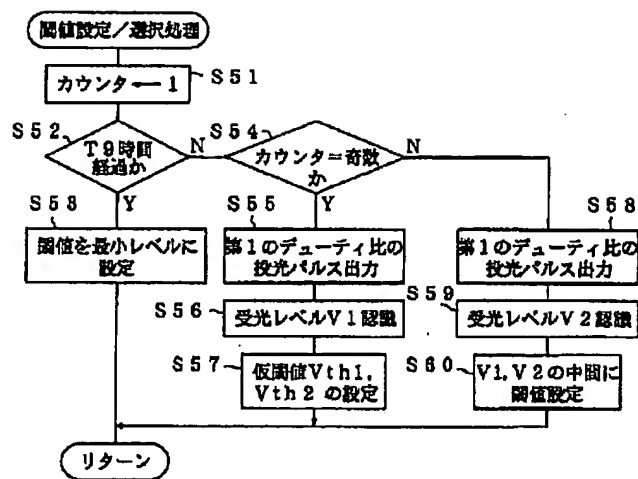 閾値設定/選択処理
カウンター ← 1
S51
S52
T9時間
経過か
N
Y
S54
カウンター=奇数
か
N
Y
S53
閾値を最小レベルに
設定
S55
第1のデューティ比の
投光パルス出力
S56
受光レベルV1認識
S57
仮閾値Vth1,
Vth2の設定
S58
第1のデューティ比の
投光パルス出力
S59
受光レベルV2認識
S60
V1,V2の中間に
閾値設定
リターン